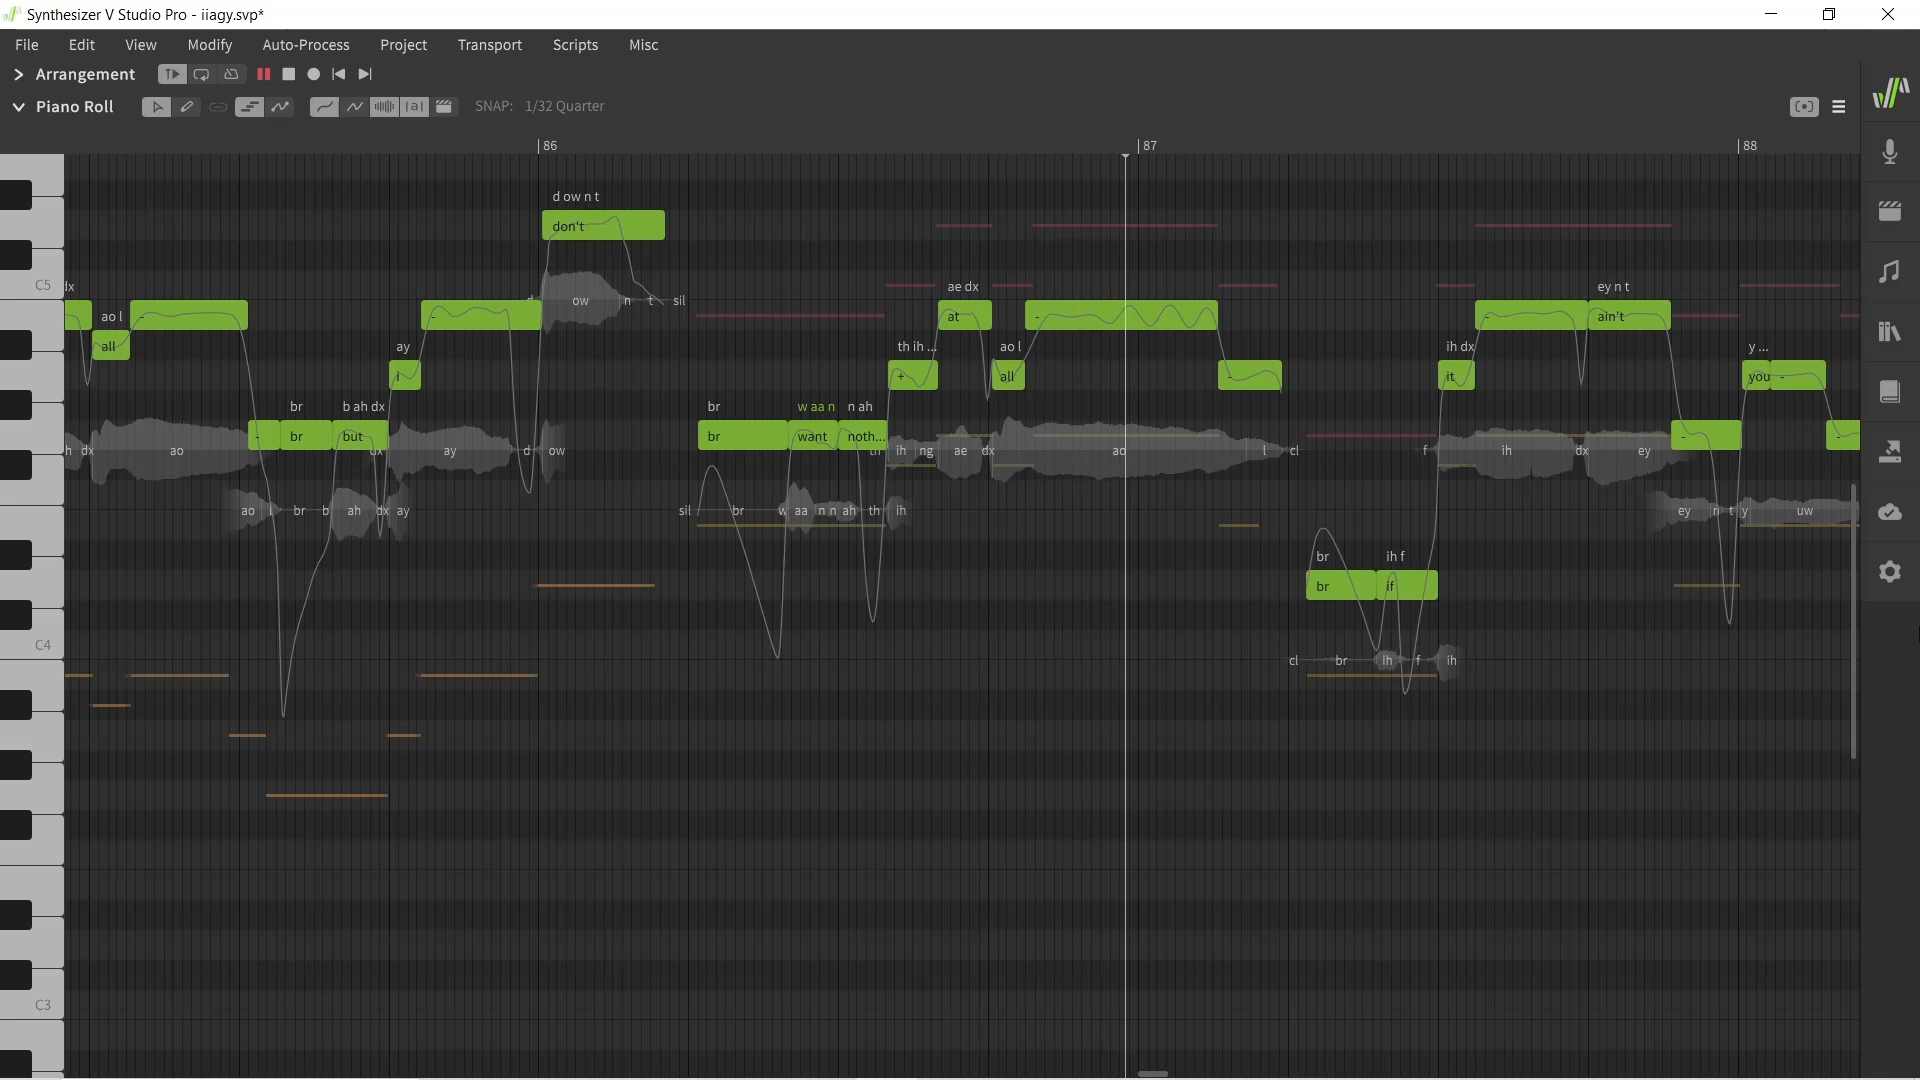 Synthesizer V Studio Pro - iiagy.svp*
File Edit View Modify Auto-Process Project Transport Scripts Misc
Arrangement
Piano Roll SNAP: 1/32 Quarter
86 87 88
d ow n t
don't
C5 dx ae dx ey n t
d ow n t sil
- at - - ain't
ao l
all ay th ih ... ao l ih dx y ...
i + all - it you -
br b ah dx br w aa n n ah
- br but br want noth... - -
h dx ao dx ay d ow th ih ng ae dx ao l cl f ih dx ey
ao l br b ah dx ay sil br w aa n n ah th ih ey n t y uw
br ih f
br if
C4
cl br ih f ih
C3